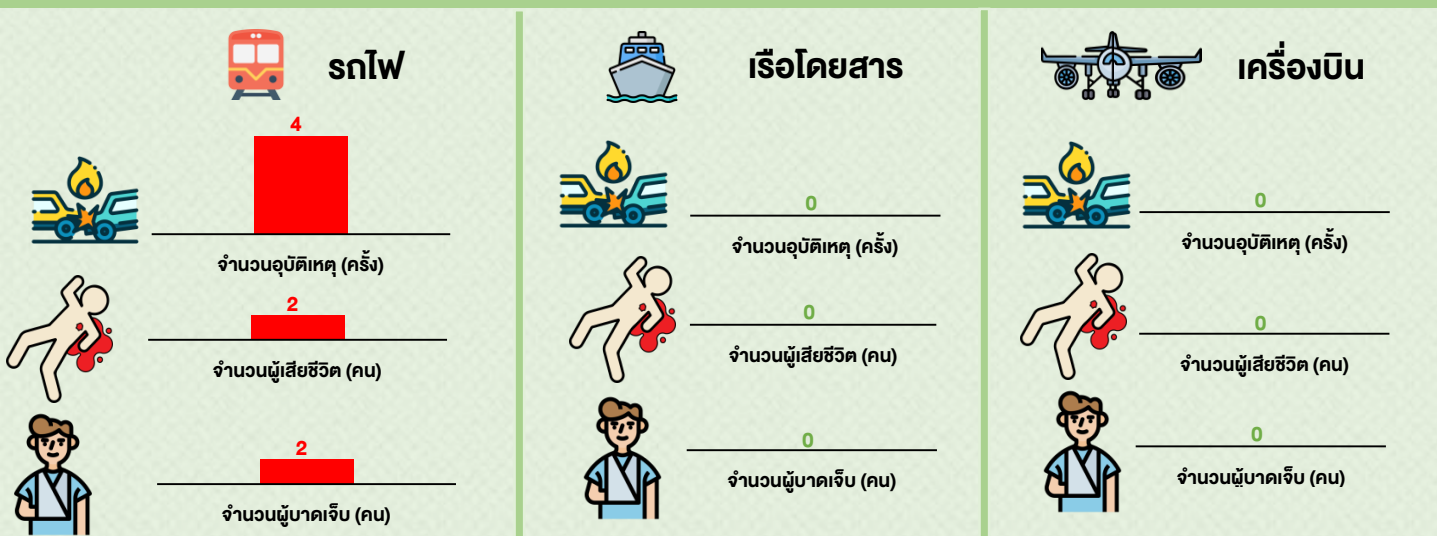 รถไฟ
4
จำนวนอุบัติเหตุ (ครั้ง)
2
จำนวนผู้เสียชีวิต (คน)
2
จำนวนผู้บาดเจ็บ (คน)
เรือโดยสาร
0
จำนวนอุบัติเหตุ (ครั้ง)
0
จำนวนผู้เสียชีวิต (คน)
0
จำนวนผู้บาดเจ็บ (คน)
เครื่องบิน
0
จำนวนอุบัติเหตุ (ครั้ง)
0
จำนวนผู้เสียชีวิต (คน)
0
จำนวนผู้บาดเจ็บ (คน)